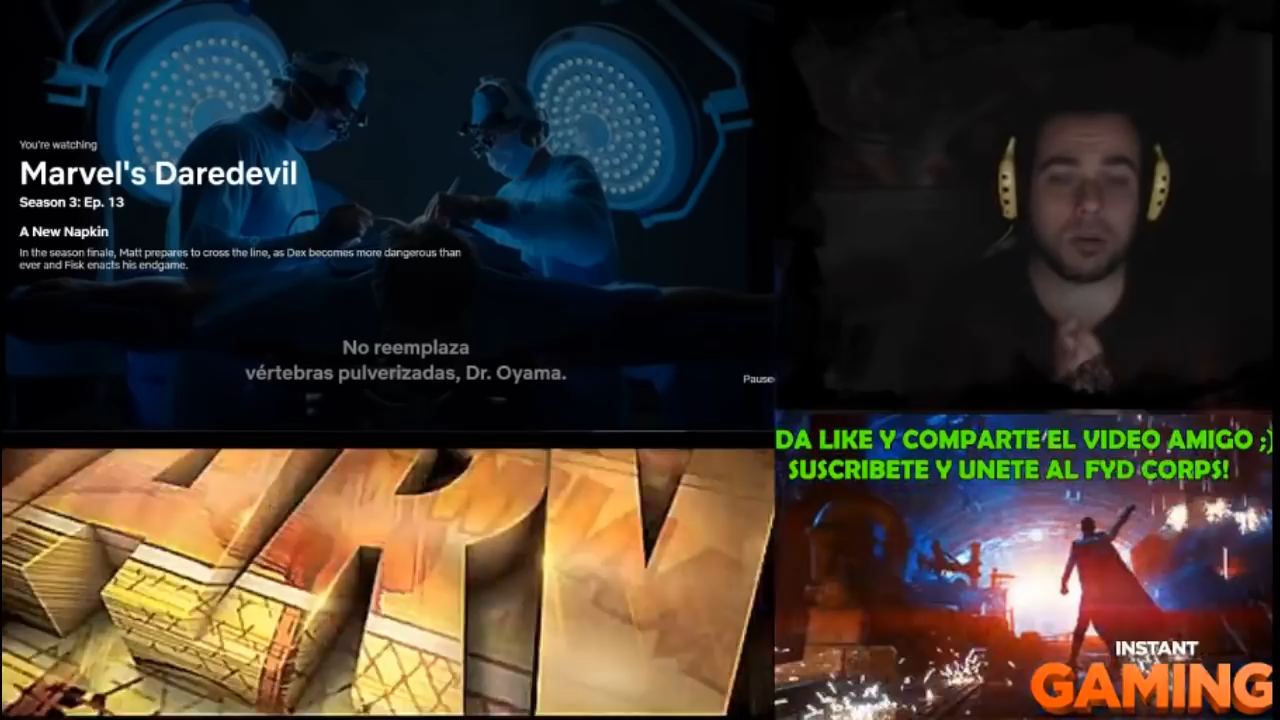 You're watching
Marvel's Daredevil
Season 3: Ep. 13
A New Napkin
In the season finale, Matt prepares to cross the line, as Dex becomes more dangerous than
ever and Fisk enacts his endgame.
No reemplaza
vértebras pulverizadas, Dr. Oyama.
Pause
DA LIKE Y COMPARTE EL VIDEO AMIGO ;)
SUSCRIBETE Y UNETE AL FYD CORPS!
INSTANT
GAMING